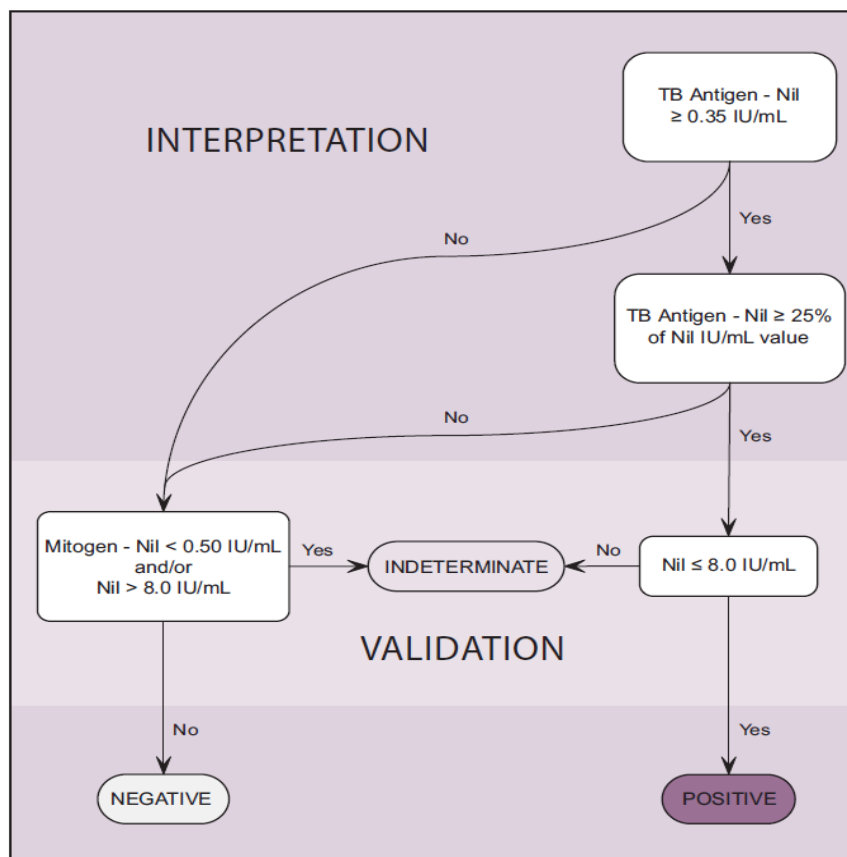 INTERPRETATION
TB Antigen - Nil
≥ 0.35 IU/mL
No
Yes
TB Antigen - Nil ≥ 25%
of Nil IU/mL value
No
Yes
Mitogen - Nil < 0.50 IU/mL
and/or
Nil > 8.0 IU/mL
Yes
INDETERMINATE
No
Nil ≤ 8.0 IU/mL
VALIDATION
No
Yes
NEGATIVE
POSITIVE